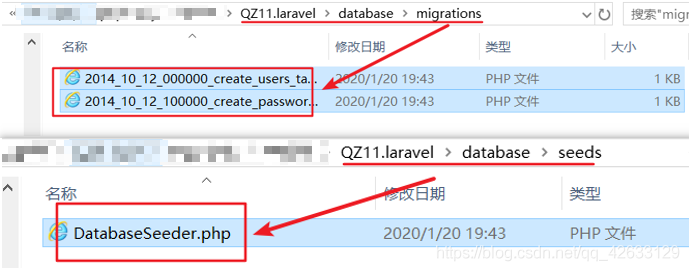 « QZ11.laravel › database › migrations 搜索"mig
名称 修改日期 类型 大小
2014_10_12_000000_create_users_ta... 2020/1/20 19:43 PHP 文件 1 KB
2014_10_12_100000_create_passwor... 2020/1/20 19:43 PHP 文件 1 KB
QZ11.laravel › database › seeds
名称 修改日期 类型
DatabaseSeeder.php 2020/1/20 19:43 PHP 文件
https://blog.csdn.net/qq_42633129